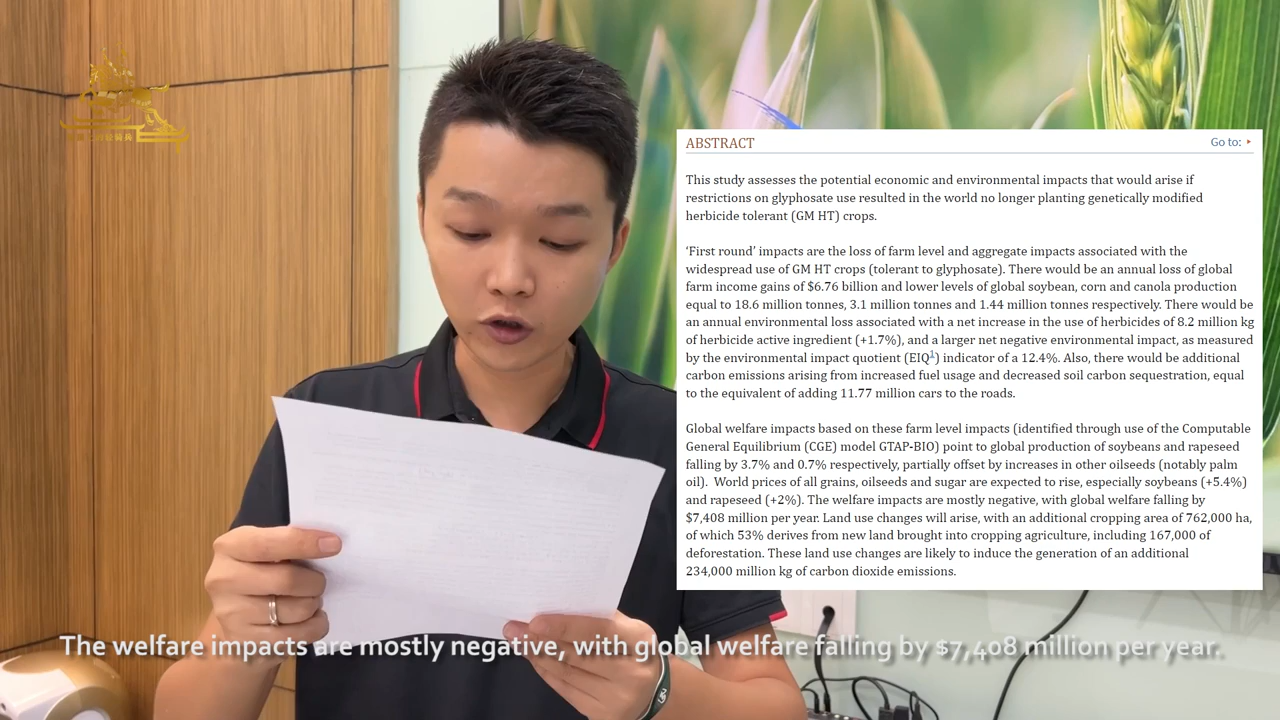 ABSTRACT
Go to:
This study assesses the potential economic and environmental impacts that would arise if
restrictions on glyphosate use resulted in the world no longer planting genetically modified
herbicide tolerant (GM HT) crops.
‘First round’ impacts are the loss of farm level and aggregate impacts associated with the
widespread use of GM HT crops (tolerant to glyphosate). There would be an annual loss of global
farm income gains of $6.76 billion and lower levels of global soybean, corn and canola production
equal to 18.6 million tonnes, 3.1 million tonnes and 1.44 million tonnes respectively. There would be
an annual environmental loss associated with a net increase in the use of herbicides of 8.2 million kg
of herbicide active ingredient (+1.7%), and a larger net negative environmental impact, as measured
by the environmental impact quotient (EIQ1) indicator of a 12.4%. Also, there would be additional
carbon emissions arising from increased fuel usage and decreased soil carbon sequestration, equal
to the equivalent of adding 11.77 million cars to the roads.
Global welfare impacts based on these farm level impacts (identified through use of the Computable
General Equilibrium (CGE) model GTAP-BIO) point to global production of soybeans and rapeseed
falling by 3.7% and 0.7% respectively, partially offset by increases in other oilseeds (notably palm
oil). World prices of all grains, oilseeds and sugar are expected to rise, especially soybeans (+5.4%)
and rapeseed (+2%). The welfare impacts are mostly negative, with global welfare falling by
$7,408 million per year. Land use changes will arise, with an additional cropping area of 762,000 ha,
of which 53% derives from new land brought into cropping agriculture, including 167,000 of
deforestation. These land use changes are likely to induce the generation of an additional
234,000 million kg of carbon dioxide emissions.
The welfare impacts are mostly negative, with global welfare falling by $7,408 million per year.